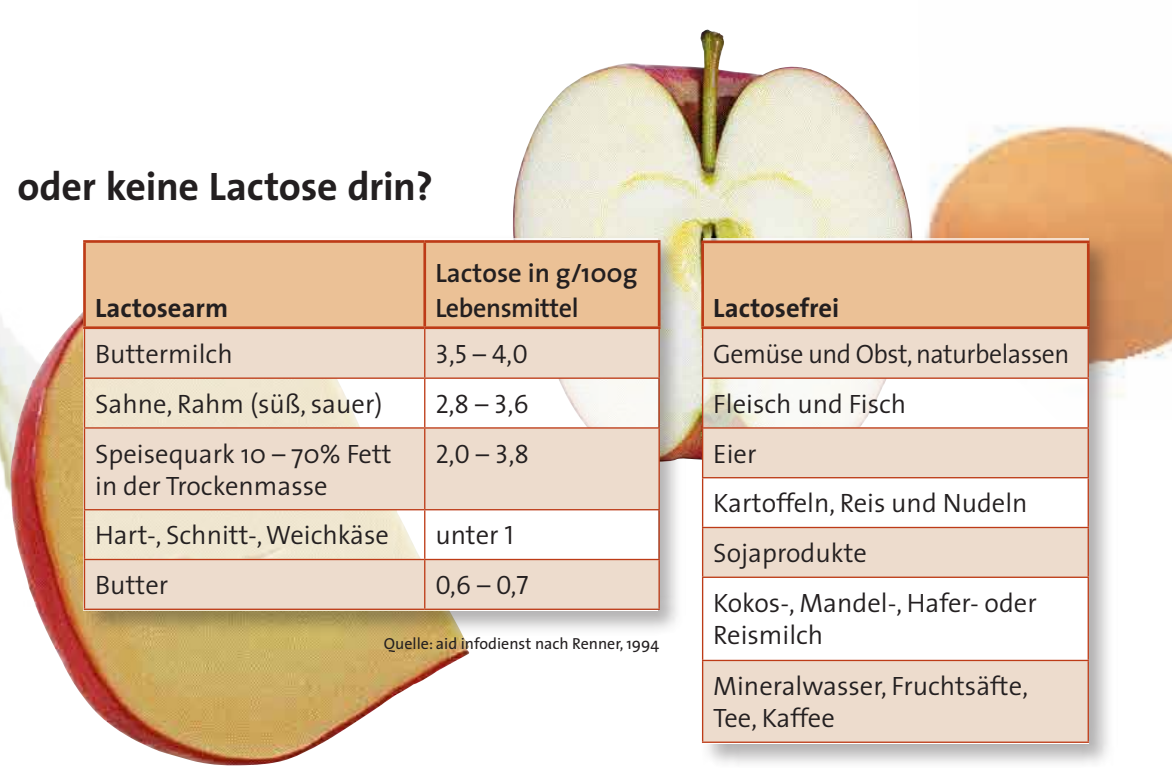 oder keine Lactose drin?
Lactosearm
Lactose in g/100g
Lebensmittel
Buttermilch
3,5 – 4,0
Sahne, Rahm (süß, sauer)
2,8 – 3,6
Speisequark 10 – 70% Fett
in der Trockenmasse
2,0 – 3,8
Hart-, Schnitt-, Weichkäse
unter 1
Butter
0,6 – 0,7
Quelle: aid infodienst nach Renner, 1994
Lactosefrei
Gemüse und Obst, naturbelassen
Fleisch und Fisch
Eier
Kartoffeln, Reis und Nudeln
Sojaprodukte
Kokos-, Mandel-, Hafer- oder
Reismilch
Mineralwasser, Fruchtsäfte,
Tee, Kaffee